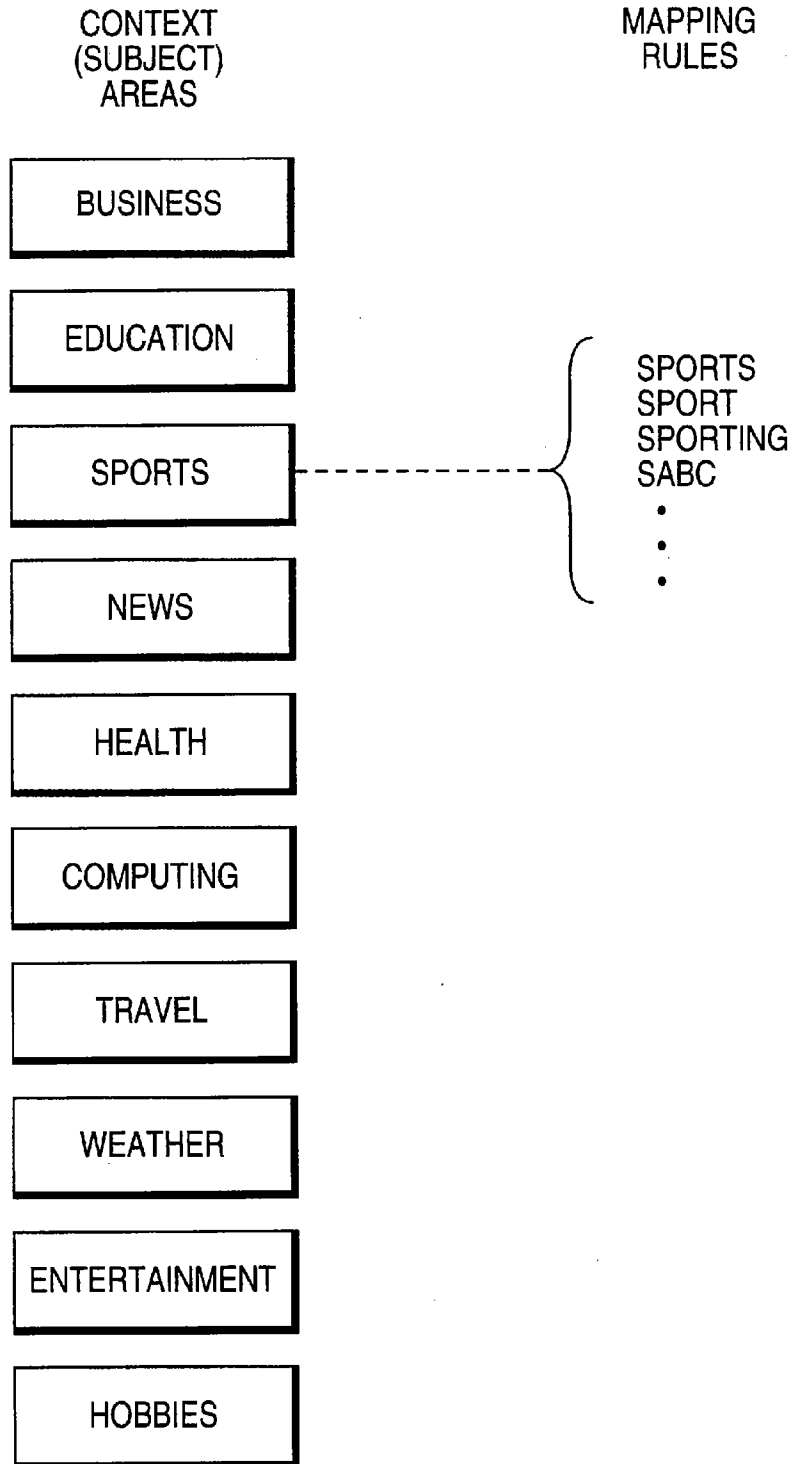 CONTEXT
(SUBJECT)
AREAS
MAPPING
RULES
BUSINESS
EDUCATION
SPORTS
NEWS
HEALTH
COMPUTING
TRAVEL
WEATHER
ENTERTAINMENT
HOBBIES
SPORTS
SPORT
SPORTING
SABC